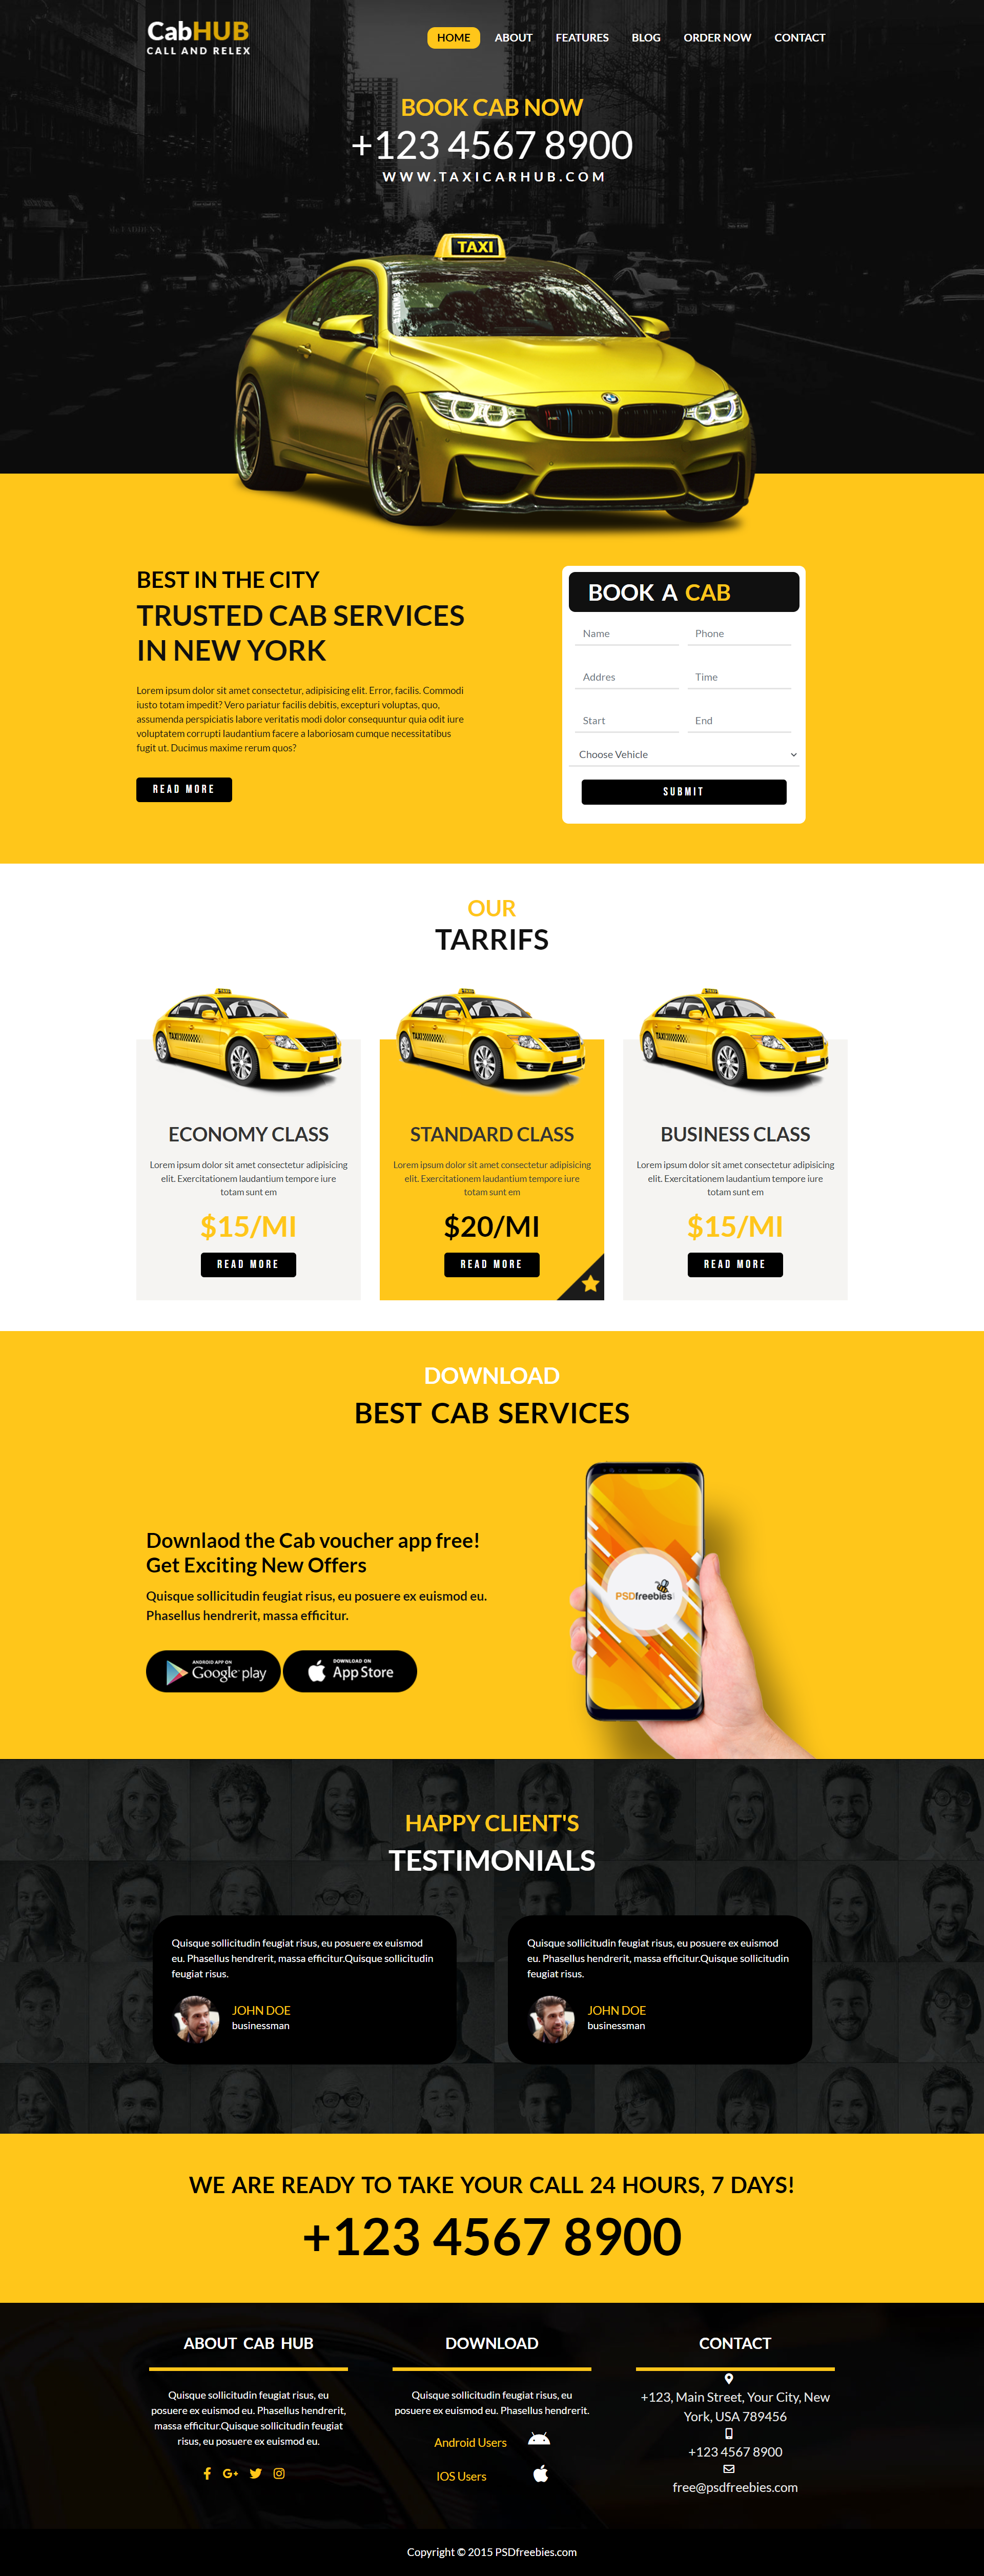 CabHUB
CALL AND RELEX
HOME ABOUT FEATURES BLOG ORDER NOW CONTACT
BOOK CAB NOW
+123 4567 8900
WWW.TAXICARHUB.COM
TAXI
BEST IN THE CITY
TRUSTED CAB SERVICES
IN NEW YORK
Lorem ipsum dolor sit amet consectetur, adipisicing elit. Error, facilis. Commodi
iusto totam impedit? Vero pariatur facilis debitis, excepturi voluptas, quo,
assumenda perspiciatis labore veritatis modi dolor consequuntur quia odit iure
voluptatem corrupti laudantium facere a laboriosam cumque necessitatibus
fugit ut. Ducimus maxime rerum quos?
READ MORE
BOOK A CAB
Name Phone
Addres Time
Start End
Choose Vehicle
SUBMIT
OUR
TARRIFS
TAXI
TAXI
ECONOMY CLASS
Lorem ipsum dolor sit amet consectetur adipisicing
elit. Exercitationem laudantium tempore iure
totam sunt em
$15/MI
READ MORE
TAXI
TAXI
STANDARD CLASS
Lorem ipsum dolor sit amet consectetur adipisicing
elit. Exercitationem laudantium tempore iure
totam sunt em
$20/MI
READ MORE
TAXI
TAXI
BUSINESS CLASS
Lorem ipsum dolor sit amet consectetur adipisicing
elit. Exercitationem laudantium tempore iure
totam sunt em
$15/MI
READ MORE
DOWNLOAD
BEST CAB SERVICES
Downlaod the Cab voucher app free!
Get Exciting New Offers
Quisque sollicitudin feugiat risus, eu posuere ex euismod eu.
Phasellus hendrerit, massa efficitur.
ANDROID APP ON
Google play
DOWNLOAD ON
App Store
PSDfreebies
HAPPY CLIENT'S
TESTIMONIALS
Quisque sollicitudin feugiat risus, eu posuere ex euismod
eu. Phasellus hendrerit, massa efficitur.Quisque sollicitudin
feugiat risus.
JOHN DOE
businessman
Quisque sollicitudin feugiat risus, eu posuere ex euismod
eu. Phasellus hendrerit, massa efficitur.Quisque sollicitudin
feugiat risus.
JOHN DOE
businessman
WE ARE READY TO TAKE YOUR CALL 24 HOURS, 7 DAYS!
+123 4567 8900
ABOUT CAB HUB
Quisque sollicitudin feugiat risus, eu
posuere ex euismod eu. Phasellus hendrerit,
massa efficitur.Quisque sollicitudin feugiat
risus, eu posuere ex euismod eu.
DOWNLOAD
Quisque sollicitudin feugiat risus, eu
posuere ex euismod eu. Phasellus hendrerit.
Android Users
IOS Users
CONTACT
+123, Main Street, Your City, New
York, USA 789456
+123 4567 8900
free@psdfreebies.com
Copyright © 2015 PSDfreebies.com